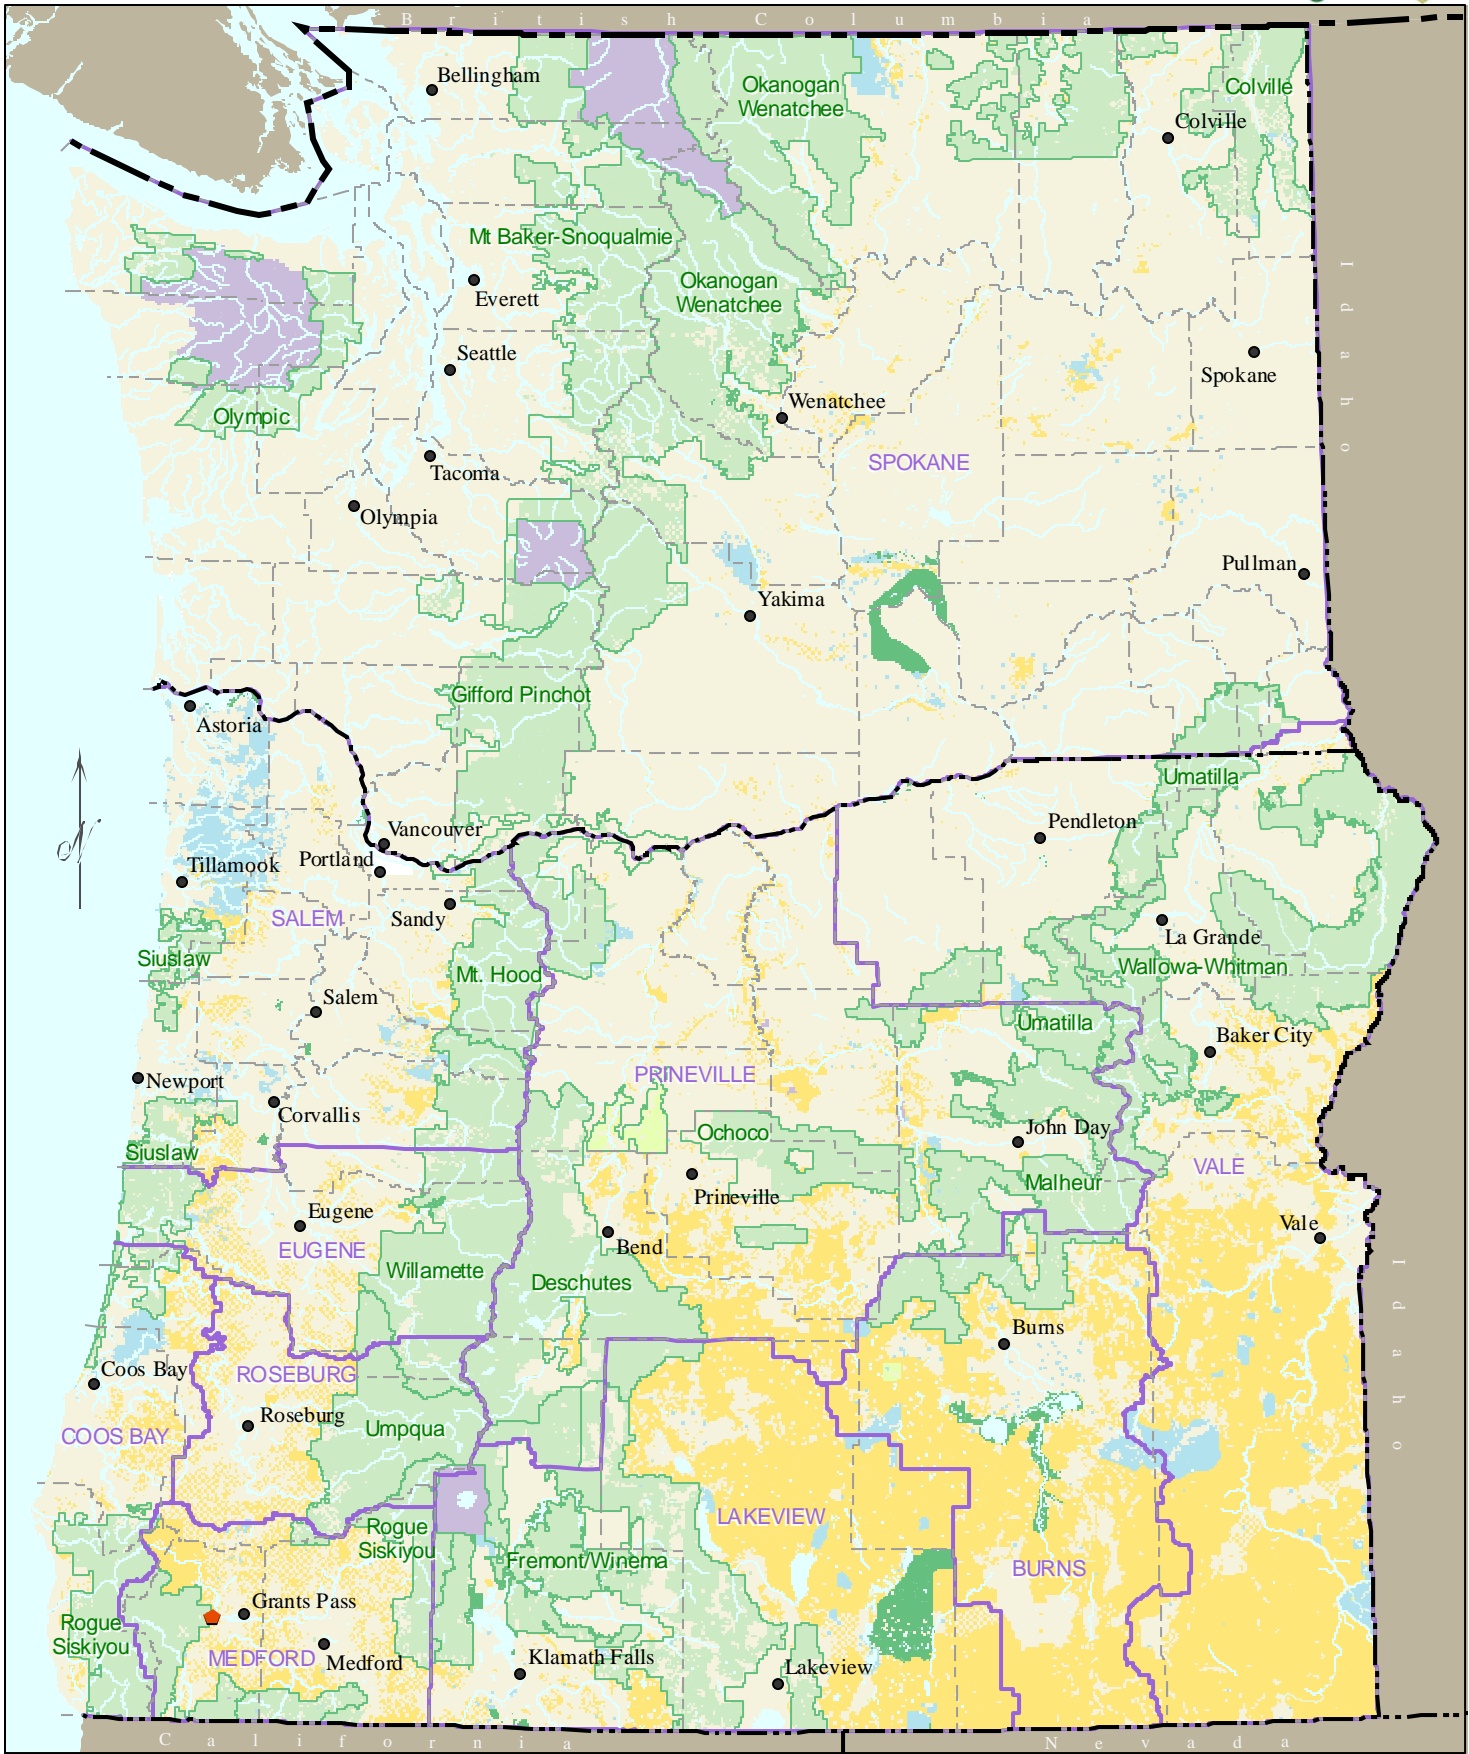 British Columbia
Bellingham
Okanogan
Wenatchee
Colville
Colville
Mt Baker-Snoqualmie
Okanogan
Wenatchee
Everett
Idaho
Seattle
Spokane
Wenatchee
Olympic
SPOKANE
Tacoma
Olympia
Pullman
Yakima
Gifford Pinchot
Astoria
Umatilla
Vancouver
Pendleton
Portland
Tillamook
SALEM
Sandy
La Grande
Siuslaw
Mt. Hood
Wallowa-Whitman
Salem
Umatilla
Baker City
Newport
PRINEVILLE
Corvallis
Ochoco
John Day
Siuslaw
VALE
Malheur
Prineville
Eugene
Vale
EUGENE
Bend
Willamette
Deschutes
Idaho
Burns
Coos Bay
ROSEBURG
Roseburg
Umpqua
COOS BAY
LAKEVIEW
Rogue
Siskiyou
Fremont/Winema
BURNS
Grants Pass
Rogue
Siskiyou
MEDFORD
Medford
Klamath Falls
Lakeview
California
Nevada